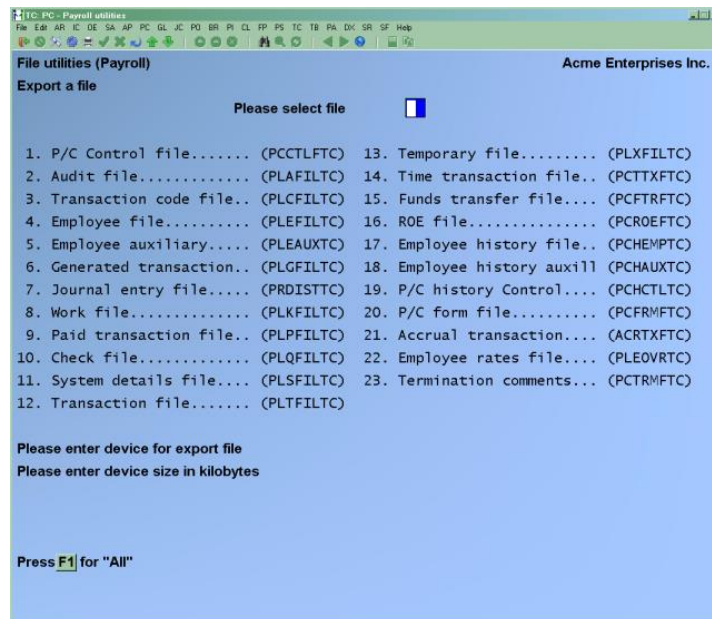 TC: PC - Payroll utilities
File Edit AR IC OE SA AP PC GL JC PO BR PI CL FP PS TC TB PA DX SR SF Help
File utilities (Payroll) Acme Enterprises Inc.
Export a file
Please select file
1. P/C Control file....... (PCCTLFTC) 13. Temporary file......... (PLXFILTC)
2. Audit file............. (PLAFILTC) 14. Time transaction file.. (PCTTXFTC)
3. Transaction code file.. (PLCFILTC) 15. Funds transfer file.... (PCFTRFTC)
4. Employee file.......... (PLEFILTC) 16. ROE file............... (PCROEFTC)
5. Employee auxiliary..... (PLEAUXTC) 17. Employee history file.. (PCHEMPTC)
6. Generated transaction.. (PLGFILTC) 18. Employee history auxill (PCHAUXTC)
7. Journal entry file..... (PRDISTTC) 19. P/C history Control.... (PCHCTLTC)
8. Work file.............. (PLKFILTC) 20. P/C form file.......... (PCFRMFTC)
9. Paid transaction file.. (PLPFILTC) 21. Accrual transaction.... (ACRTXFTC)
10. Check file............. (PLQFILTC) 22. Employee rates file.... (PLEOVRTC)
11. System details file.... (PLSFILTC) 23. Termination comments... (PCTRMFTC)
12. Transaction file....... (PLTFILTC)
Please enter device for export file
Please enter device size in kilobytes
Press F1 for "All"